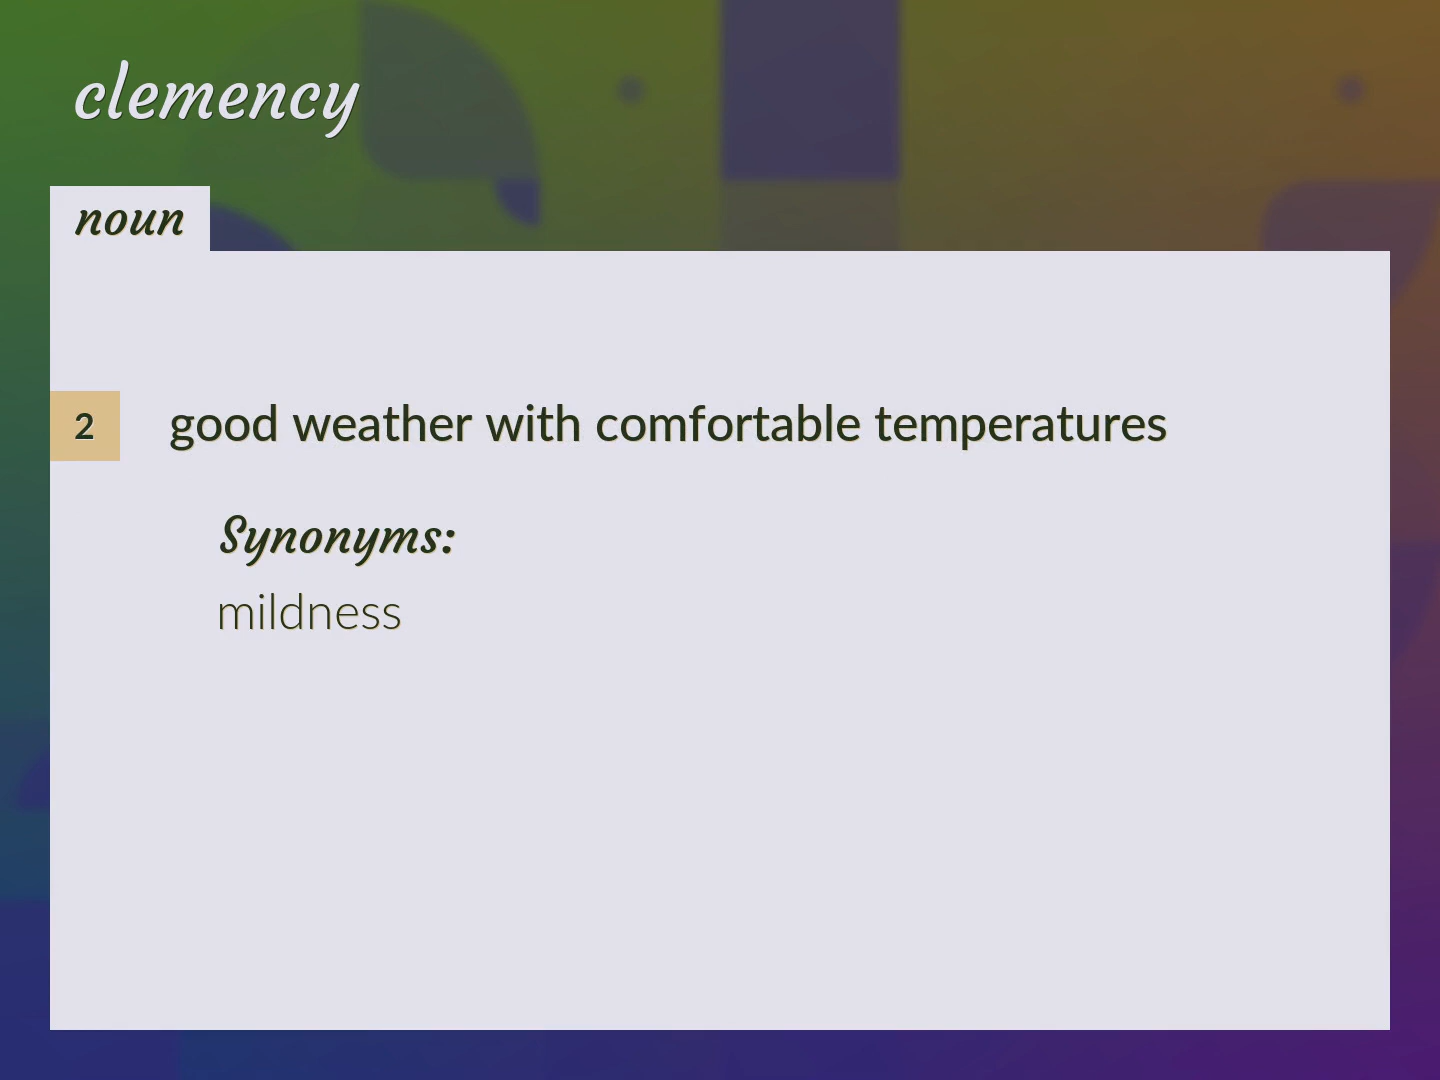 clemency
noun
2 good weather with comfortable temperatures
Synonyms:
mildness